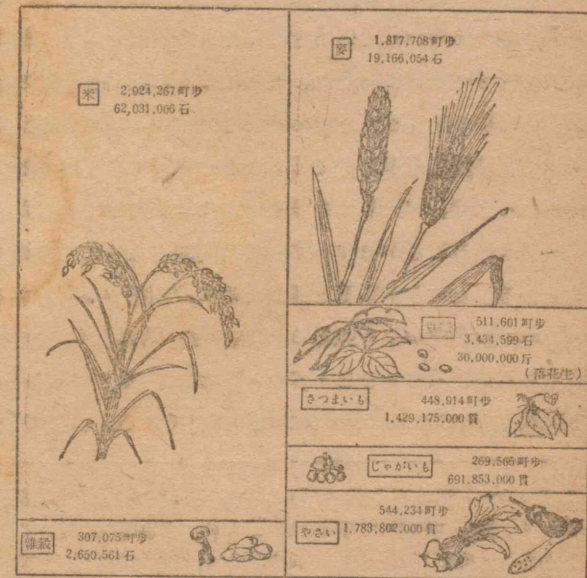 米
2,924,267町歩
62,031,006石
麥
1,817,708町歩
19,166,054石
511,601町歩
3,434,599石
30,000,000斤
(落花生)
さつまいも
448,914町歩
1,429,175,000貫
じゃがいも
269,566町歩
691,853,000貫
やさい
544,234町歩
1,783,802,000貫
雜穀
307,075町歩
2,650,561石